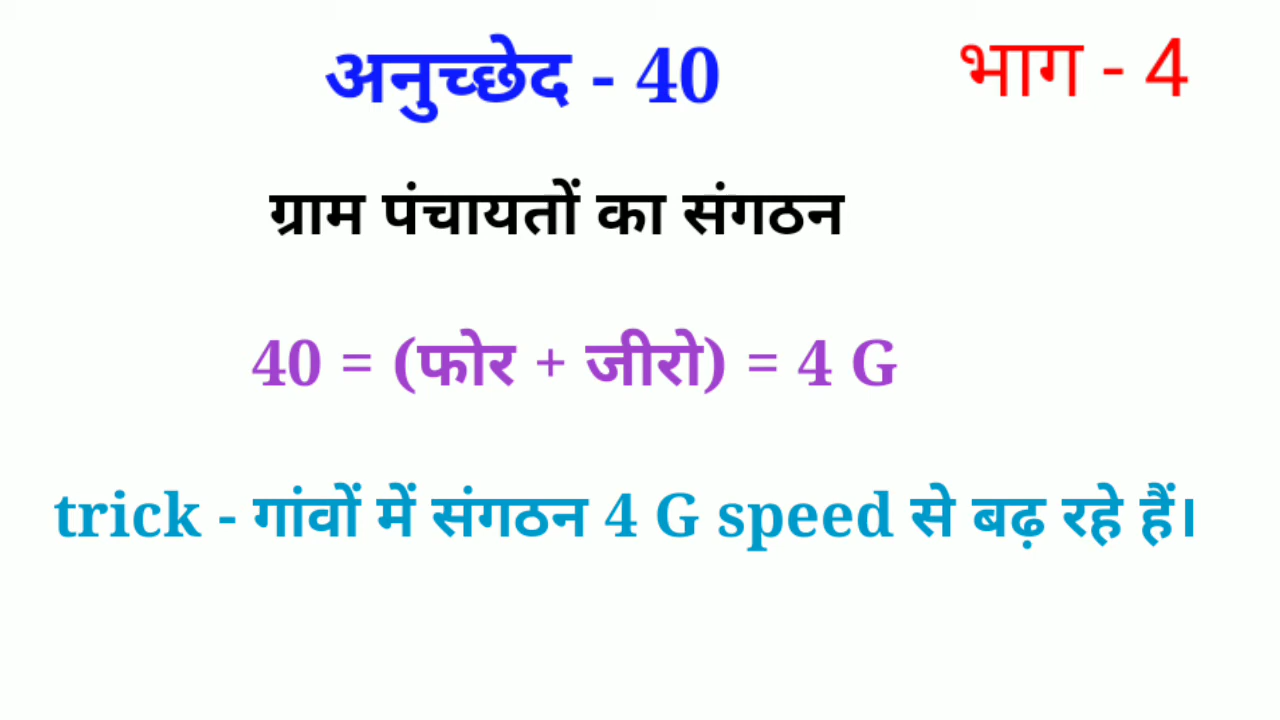 अनुच्छेद - 40 भाग - 4
ग्राम पंचायतों का संगठन
40 = (फोर + जीरो) = 4 G
trick - गांवों में संगठन 4 G speed से बढ़ रहे हैं।